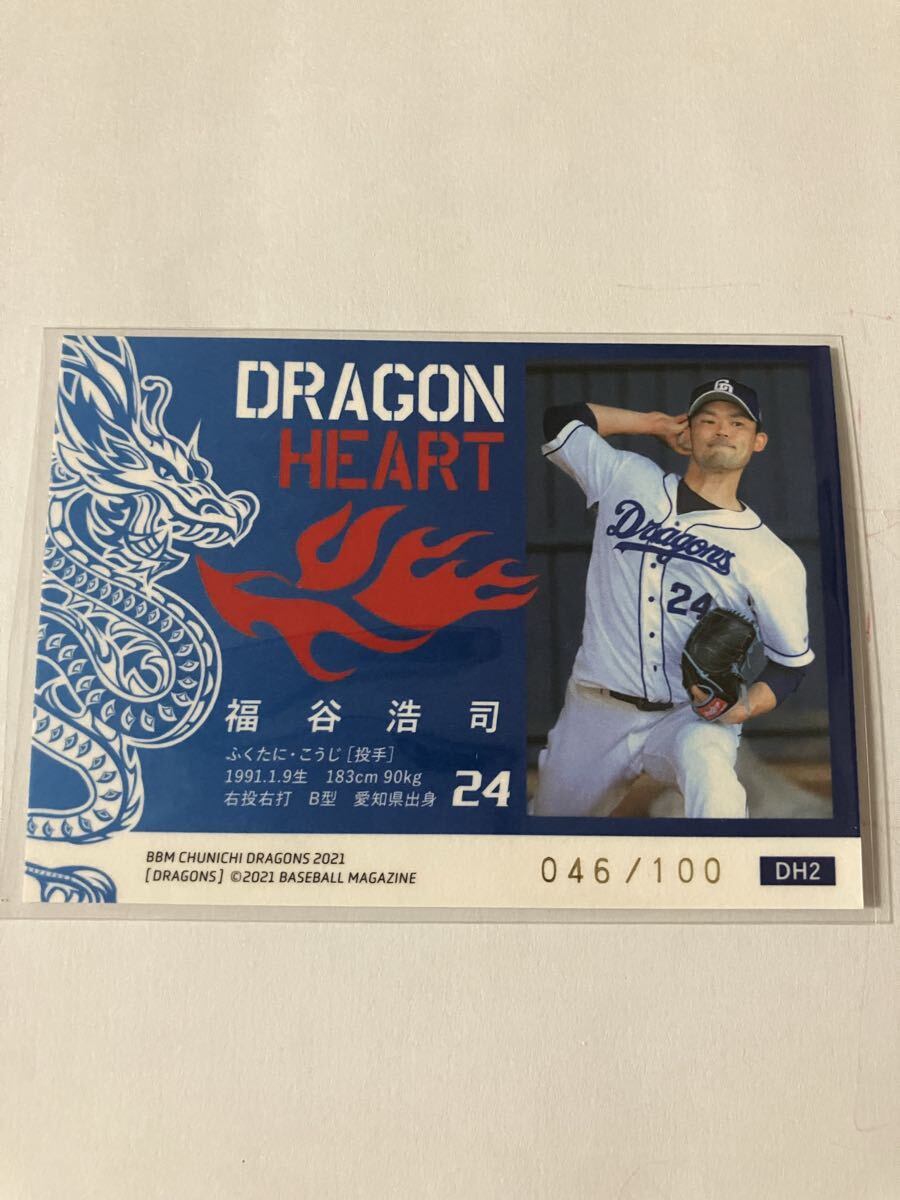 DRAGON
HEART
福谷浩司
ふくたに・こうじ [投手]
1991.1.9生 183cm 90kg
右投右打 B型 愛知県出身
24
BBM CHUNICHI DRAGONS 2021
[DRAGONS] ©2021 BASEBALL MAGAZINE
046/100
DH2
CD
Dragons
24